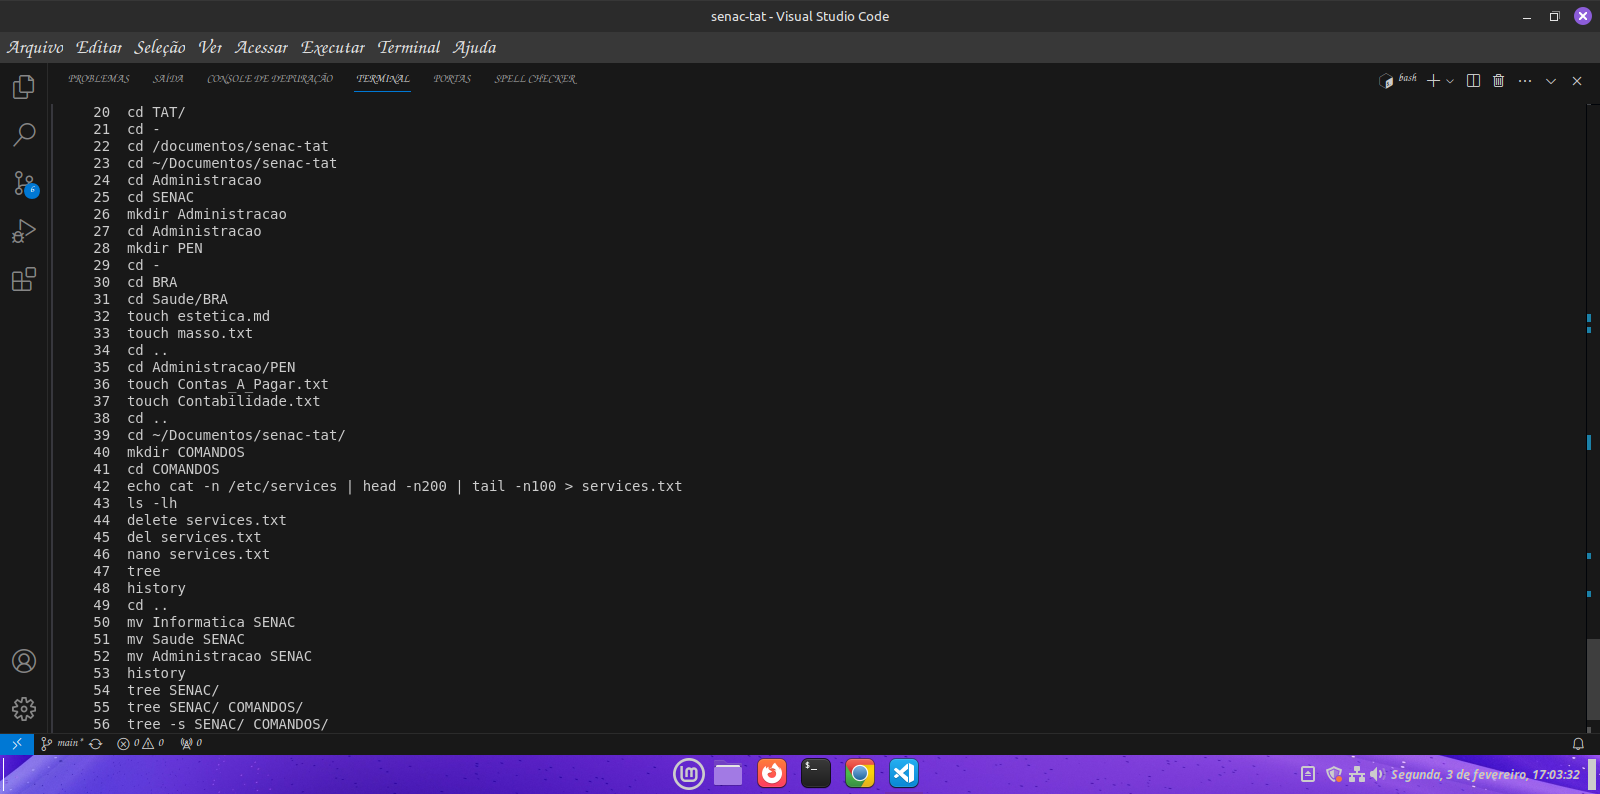 senac-tat - Visual Studio Code
Arquivo Editar Seleção Ver Acessar Executar Terminal Ajuda
PROBLEMAS SAÍDA CONSOLE DE DEPURAÇÃO TERMINAL PORTAS SPELL CHECKER bash
20 cd TAT/
21 cd -
22 cd /documentos/senac-tat
23 cd ~/Documentos/senac-tat
24 cd Administracao
25 cd SENAC
26 mkdir Administracao
27 cd Administracao
28 mkdir PEN
29 cd -
30 cd BRA
31 cd Saude/BRA
32 touch estetica.md
33 touch masso.txt
34 cd ..
35 cd Administracao/PEN
36 touch Contas_A_Pagar.txt
37 touch Contabilidade.txt
38 cd ..
39 cd ~/Documentos/senac-tat/
40 mkdir COMANDOS
41 cd COMANDOS
42 echo cat -n /etc/services | head -n200 | tail -n100 > services.txt
43 ls -lh
44 delete services.txt
45 del services.txt
46 nano services.txt
47 tree
48 history
49 cd ..
50 mv Informatica SENAC
51 mv Saude SENAC
52 mv Administracao SENAC
53 history
54 tree SENAC/
55 tree SENAC/ COMANDOS/
56 tree -s SENAC/ COMANDOS/
6
main* 0 0 0
$_
Segunda, 3 de fevereiro, 17:03:32